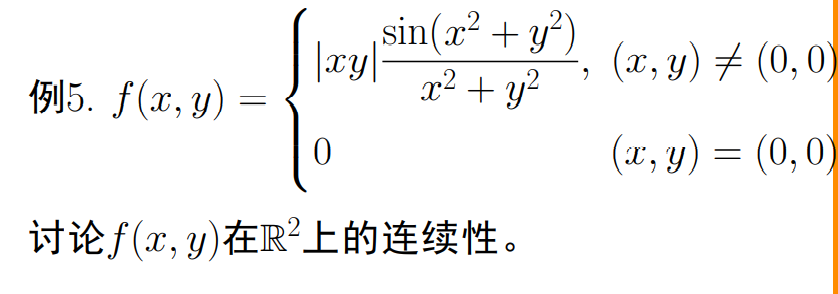 例5. f(x, y) = { |xy| sin(x² + y²) / (x² + y²), (x, y) ≠ (0, 0)
0 (x, y) = (0, 0)
讨论f(x, y)在ℝ²上的连续性。